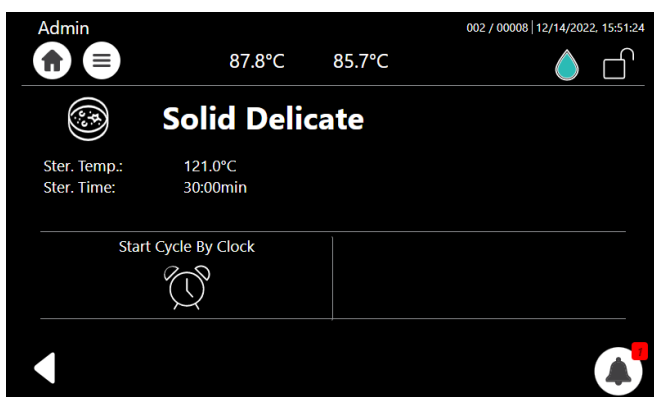 Admin
002 / 00008 | 12/14/2022, 15:51:24
87.8°C 85.7°C
Solid Delicate
Ster. Temp.: 121.0°C
Ster. Time: 30:00min
Start Cycle By Clock